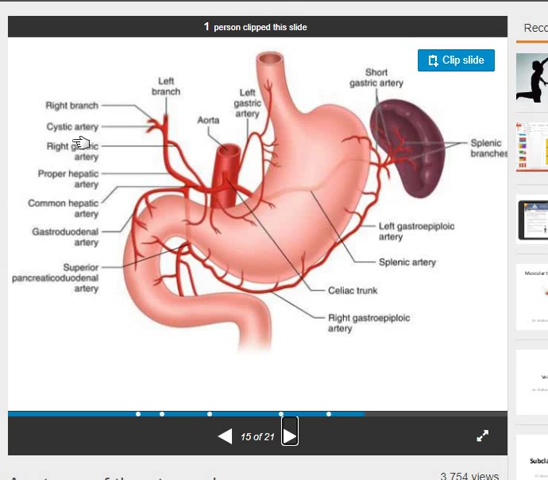 1 person clipped this slide
Reco
Clip slide
Short
gastric artery
Left
branch
Left
gastric
artery
Right branch
Aorta
Cystic artery
Splenic
branches
artery
Proper hepatic
artery
Common hepatic
artery
Gastroduodenal
artery
Left gastroepiploic
artery
Splenic artery
Superior
pancreaticoduodenal
artery
Celiac trunk
Right gastroepiploic
artery
15 of 21
3,754 views